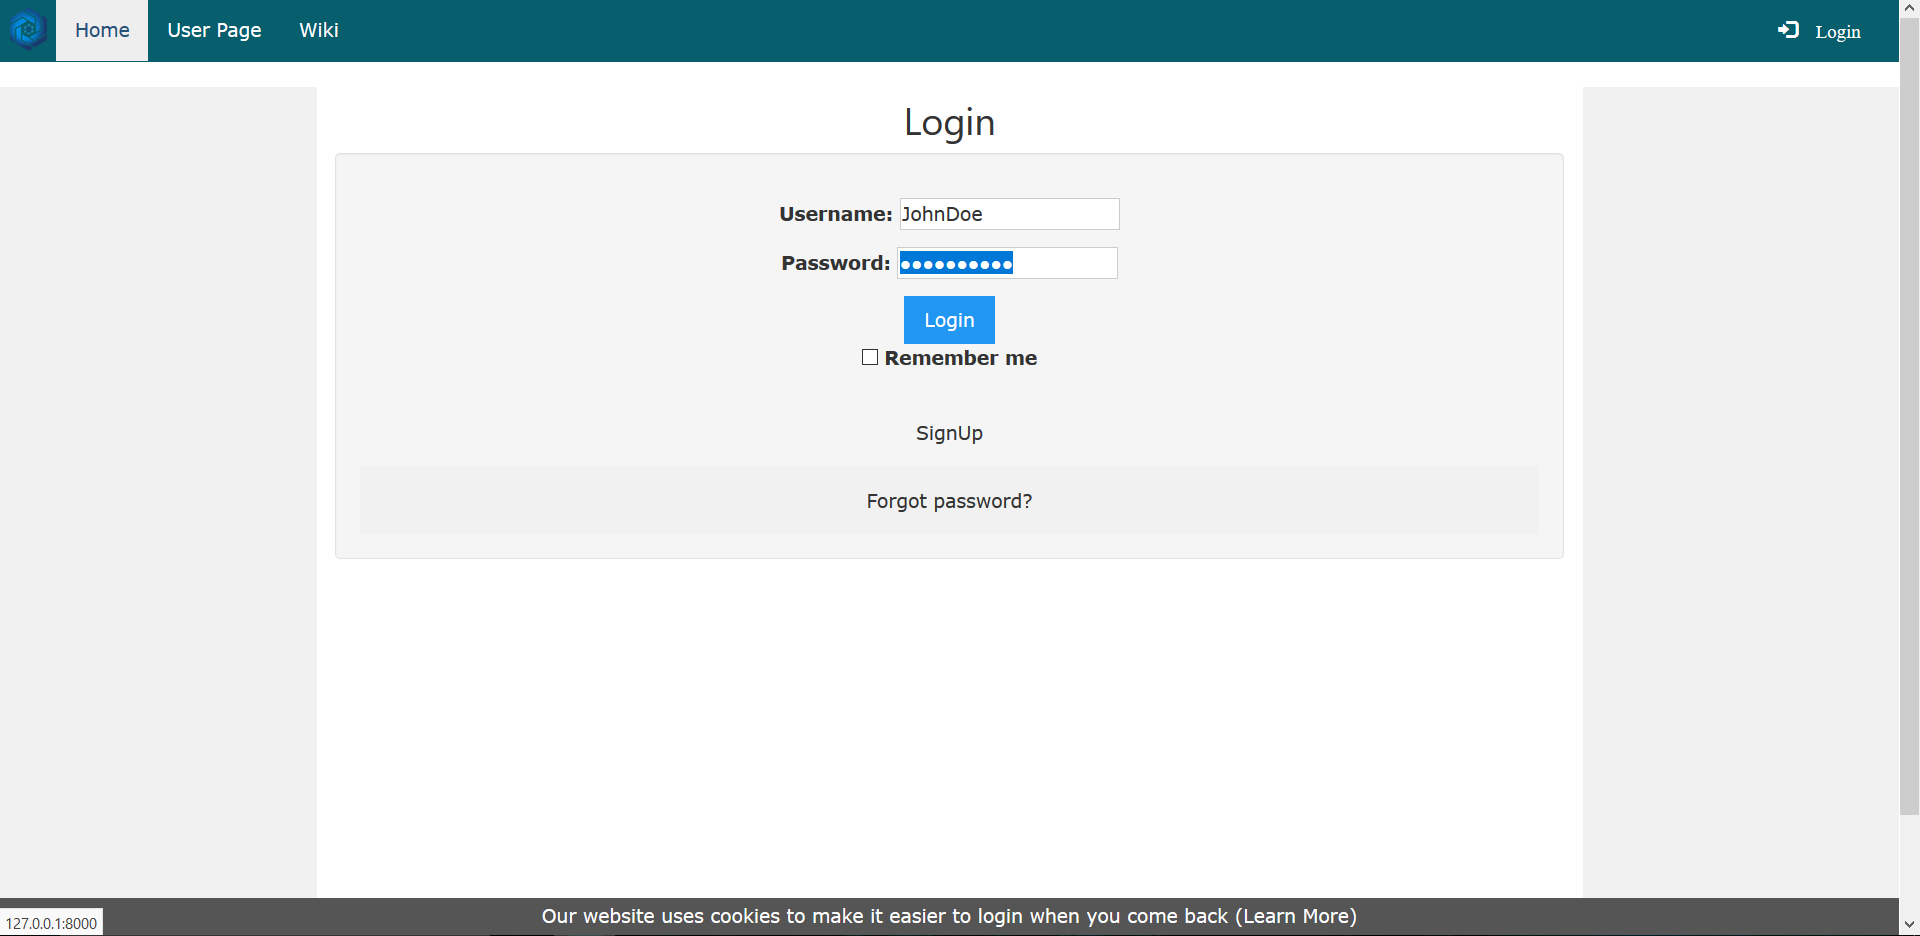 Home User Page Wiki Login
Login
Username: JohnDoe
Password: ●●●●●●●●●●
Login
Remember me
SignUp
Forgot password?
Our website uses cookies to make it easier to login when you come back (Learn More)
127.0.0.1:8000